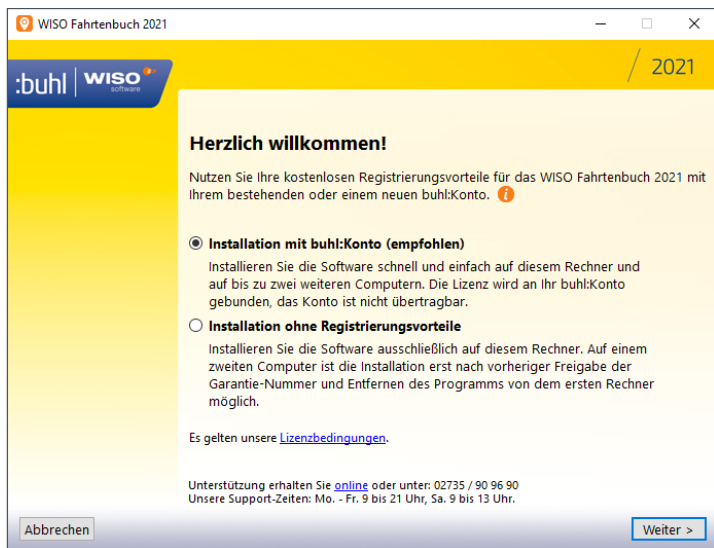 WISO Fahrtenbuch 2021
2021
:buhl WISO
software
Herzlich willkommen!
Nutzen Sie Ihre kostenlosen Registrierungsvorteile für das WISO Fahrtenbuch 2021 mit
Ihrem bestehenden oder einem neuen buhl:Konto. i
Installation mit buhl:Konto (empfohlen)
Installieren Sie die Software schnell und einfach auf diesem Rechner und
auf bis zu zwei weiteren Computern. Die Lizenz wird an Ihr buhl:Konto
gebunden, das Konto ist nicht übertragbar.
Installation ohne Registrierungsvorteile
Installieren Sie die Software ausschließlich auf diesem Rechner. Auf einem
zweiten Computer ist die Installation erst nach vorheriger Freigabe der
Garantie-Nummer und Entfernen des Programms von dem ersten Rechner
möglich.
Es gelten unsere Lizenzbedingungen.
Unterstützung erhalten Sie online oder unter: 02735 / 90 96 90
Unsere Support-Zeiten: Mo. - Fr. 9 bis 21 Uhr, Sa. 9 bis 13 Uhr.
Abbrechen
Weiter >